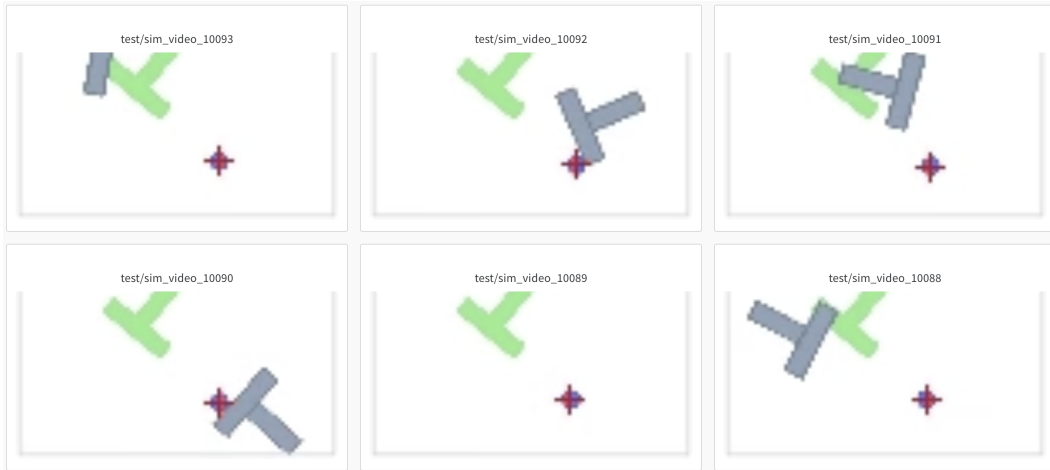 test/sim_video_10093
test/sim_video_10092
test/sim_video_10091
test/sim_video_10090
test/sim_video_10089
test/sim_video_10088